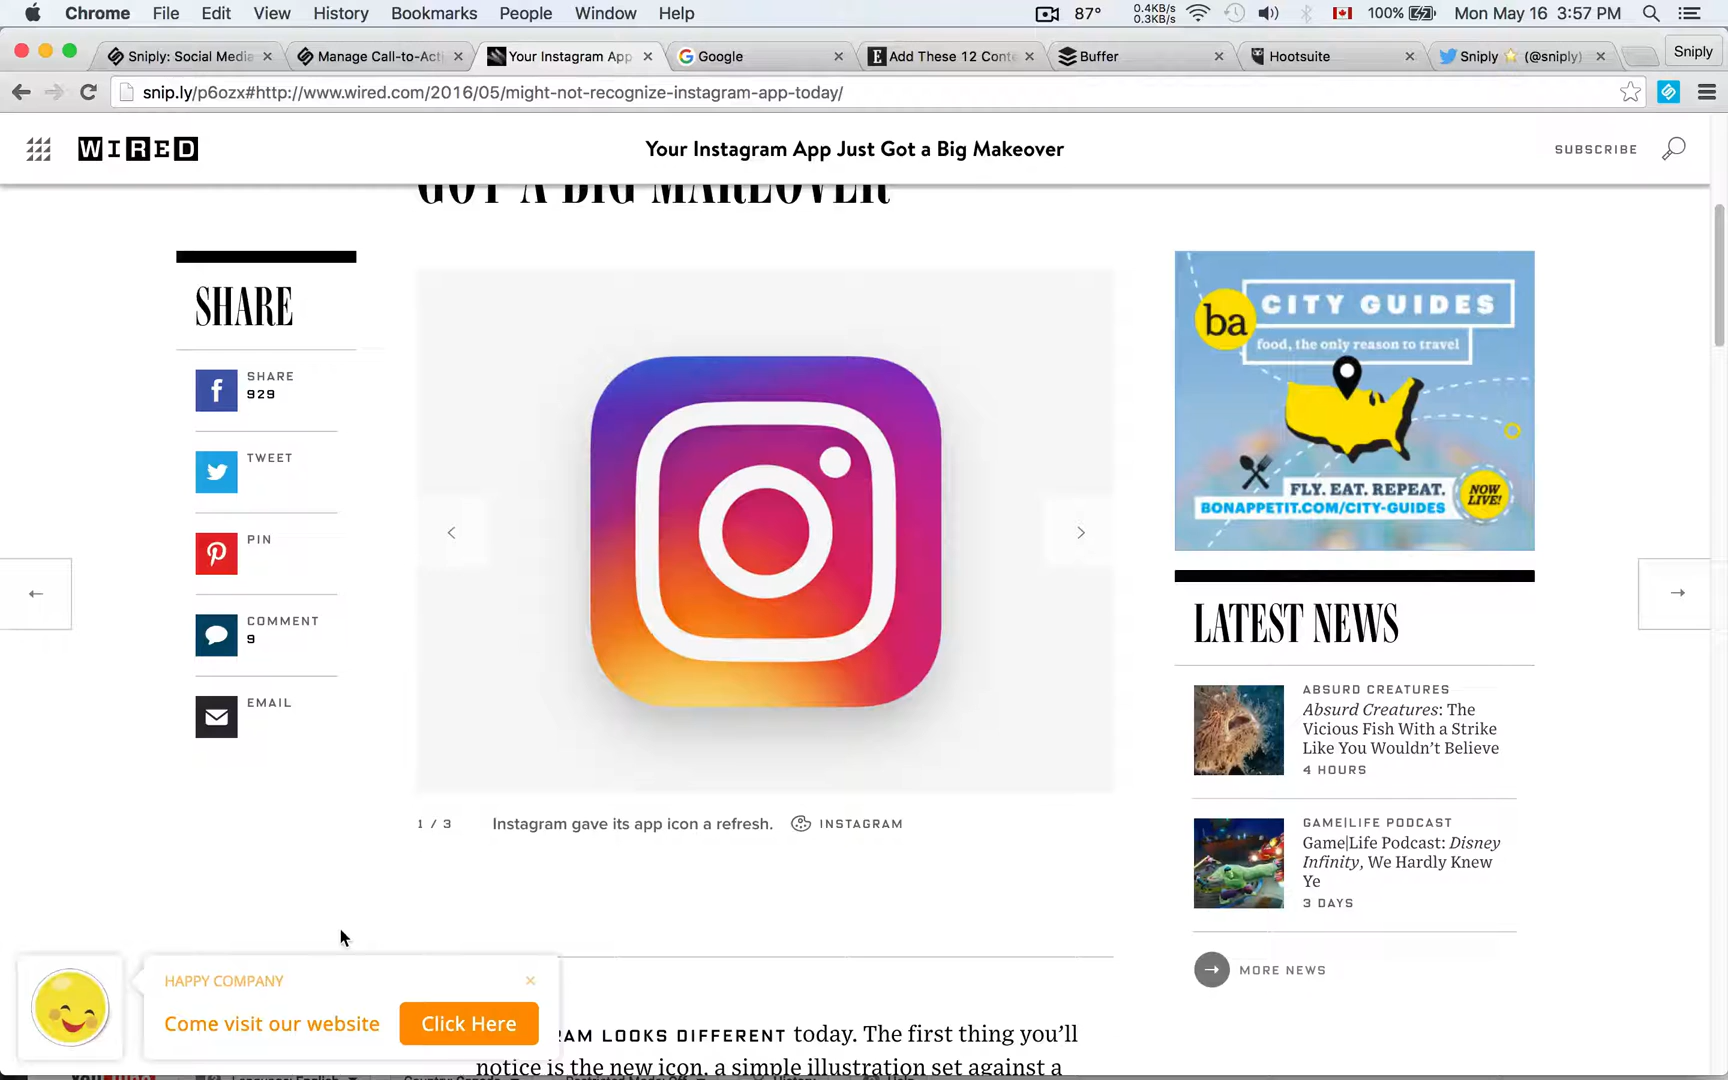 Chrome File Edit View History Bookmarks People Window Help 87° 0.4KB/s 0.3KB/s 100% Mon May 16 3:57 PM
Sniply: Social Media Manage Call-to-Acti Your Instagram App Google Add These 12 Conte Buffer Hootsuite Sniply (@sniply) Sniply
snip.ly/p6ozx#http://www.wired.com/2016/05/might-not-recognize-instagram-app-today/
WIRED
Your Instagram App Just Got a Big Makeover
SUBSCRIBE
GOT A BIG MAKEOVER
SHARE
SHARE
929
TWEET
PIN
COMMENT
9
EMAIL
1 / 3 Instagram gave its app icon a refresh. INSTAGRAM
ba
CITY GUIDES
food, the only reason to travel
FLY. EAT. REPEAT.
BONAPPETIT.COM/CITY-GUIDES
NOW
LIVE!
LATEST NEWS
ABSURD CREATURES
Absurd Creatures: The
Vicious Fish With a Strike
Like You Wouldn't Believe
4 HOURS
GAME|LIFE PODCAST
Game|Life Podcast: Disney
Infinity, We Hardly Knew
Ye
3 DAYS
MORE NEWS
HAPPY COMPANY
Come visit our website
Click Here
RAM LOOKS DIFFERENT today. The first thing you'll
notice is the new icon, a simple illustration set against a